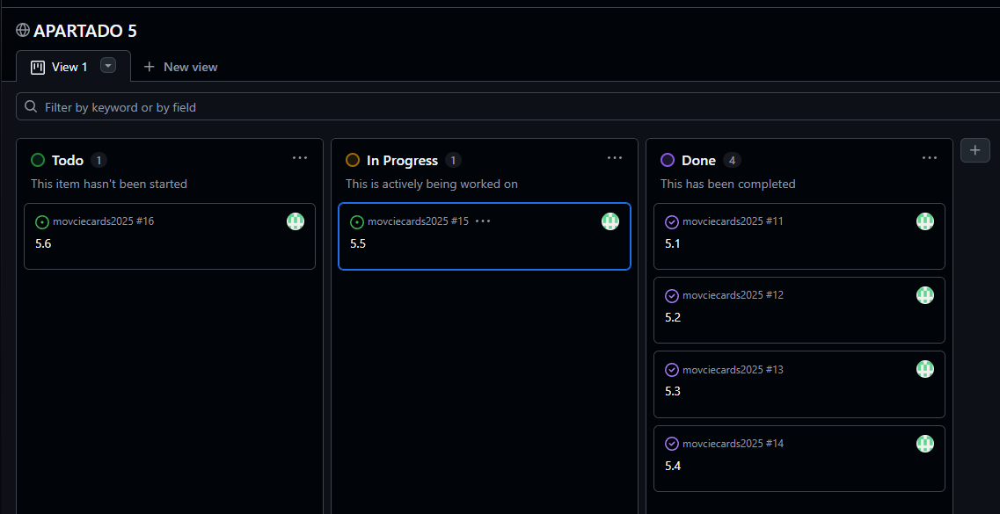 APARTADO 5
View 1
New view
Filter by keyword or by field
Todo 1
This item hasn't been started
movciecards2025 #16
5.6
In Progress 1
This is actively being worked on
movciecards2025 #15
5.5
Done 4
This has been completed
movciecards2025 #11
5.1
movciecards2025 #12
5.2
movciecards2025 #13
5.3
movciecards2025 #14
5.4